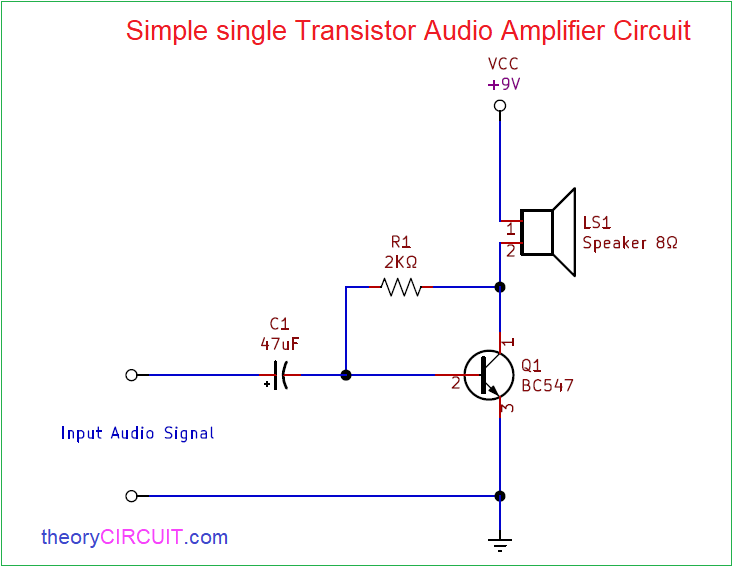 Simple single Transistor Audio Amplifier Circuit
VCC
+9V
1
2
LS1
Speaker 8Ω
R1
2KΩ
C1
47uF
+
1
2
3
Q1
BC547
Input Audio Signal
theoryCIRCUIT.com